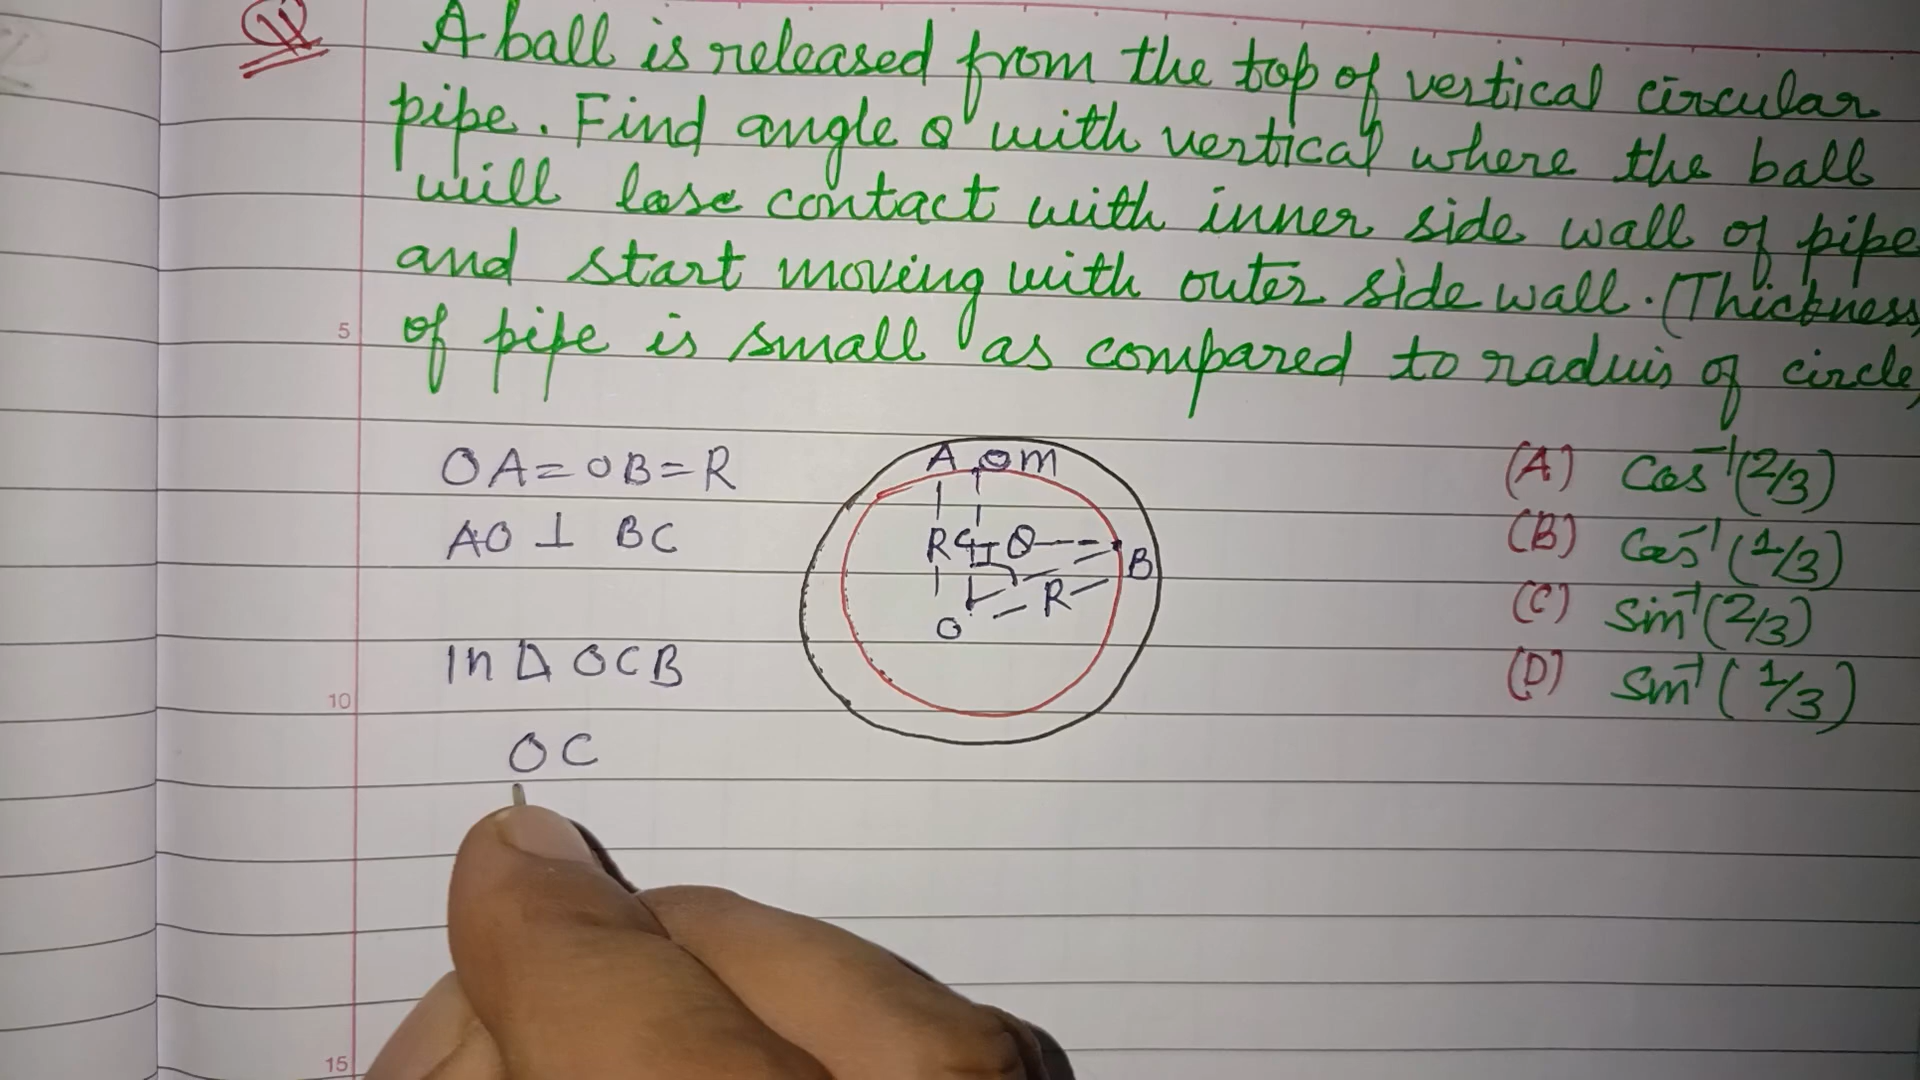 Q
A ball is released from the top of vertical circular
pipe. Find angle θ with vertical where the ball
will lose contact with inner side wall of pipe
and start moving with outer side wall. (Thickness
of pipe is small as compared to raduis of circle)
OA = OB = R
AO ⊥ BC
In Δ OCB
OC
A m
R C θ
B
R
O
(A) Cos⁻¹(2/3)
(B) Cos⁻¹(1/3)
(C) Sin⁻¹(2/3)
(D) Sin⁻¹(1/3)
5
10
15